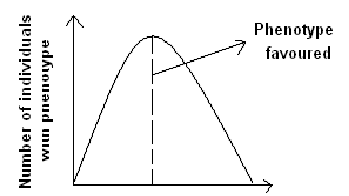 Phenotype
favoured
Number of individuals
with phenotype